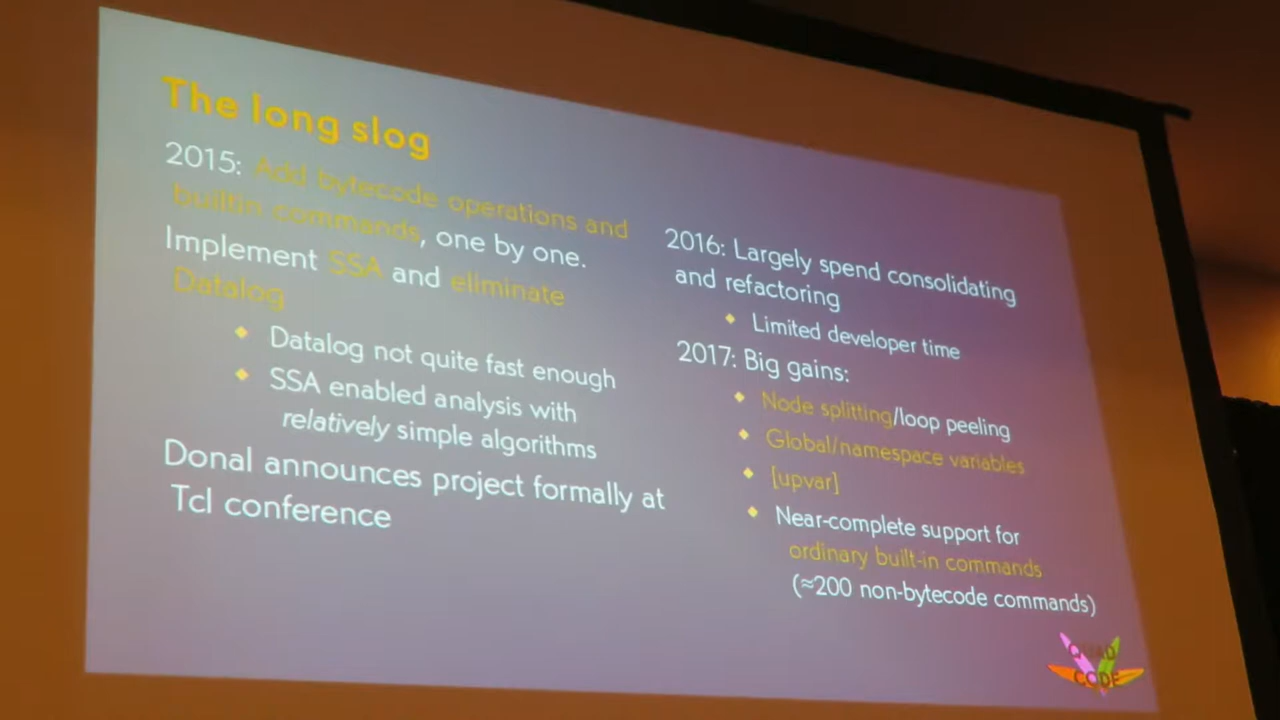 The long slog
2015: Add bytecode operations and
builtin commands, one by one.
Implement SSA and eliminate
Datalog
Datalog not quite fast enough
SSA enabled analysis with
relatively simple algorithms
Donal announces project formally at
Tcl conference
2016: Largely spend consolidating
and refactoring
Limited developer time
2017: Big gains:
Node splitting/loop peeling
Global/namespace variables
[upvar]
Near-complete support for
ordinary built-in commands
(≈200 non-bytecode commands)
CODE